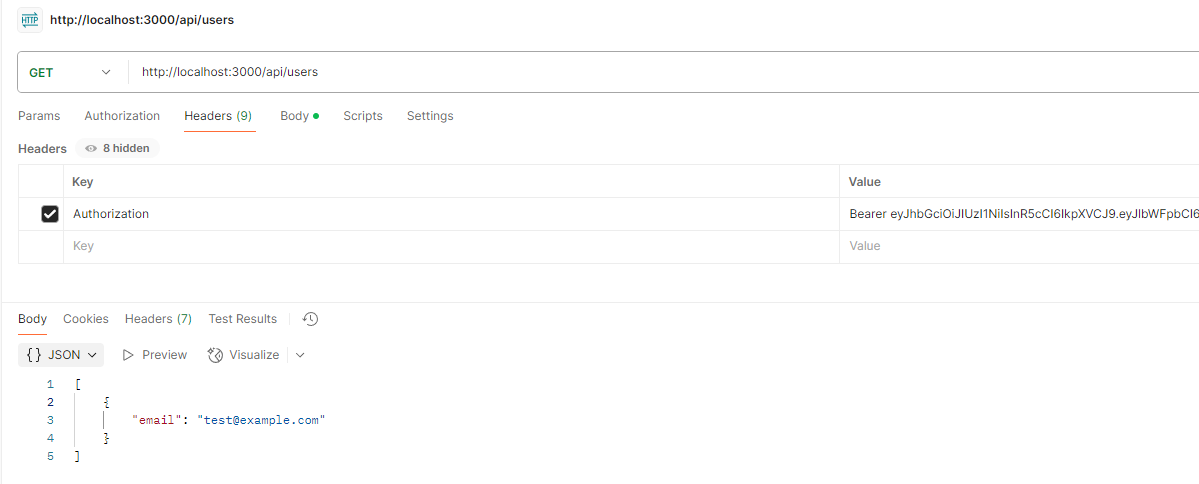 HTTP http://localhost:3000/api/users
GET http://localhost:3000/api/users
Params Authorization Headers (9) Body Scripts Settings
Headers 8 hidden
Key Value
Authorization Bearer eyJhbGciOiJIUzI1NiIsInR5cCI6IkpXVCJ9.eyJlbWFpbCI6
Key Value
Body Cookies Headers (7) Test Results
{} JSON Preview Visualize
1 [
2 {
3 "email": "test@example.com"
4 }
5 ]